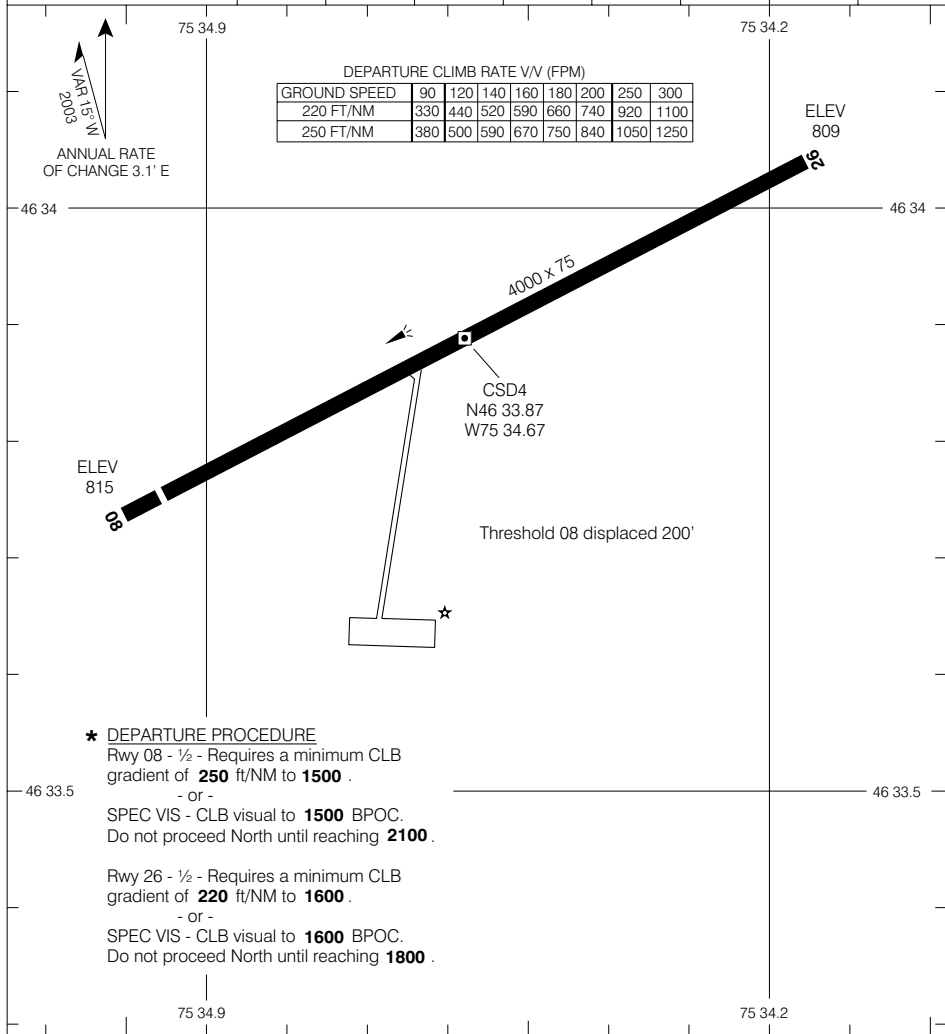 75 34.9
75 34.2
VAR 15° W
2003
ANNUAL RATE
OF CHANGE 3.1' E
DEPARTURE CLIMB RATE V/V (FPM)
GROUND SPEED 90 120 140 160 180 200 250 300
220 FT/NM 330 440 520 590 660 740 920 1100
250 FT/NM 380 500 590 670 750 840 1050 1250
ELEV
809
26
46 34
46 34
4000 x 75
CSD4
N46 33.87
W75 34.67
ELEV
815
08
Threshold 08 displaced 200'
* DEPARTURE PROCEDURE
Rwy 08 - ½ - Requires a minimum CLB
gradient of 250 ft/NM to 1500 .
- or -
SPEC VIS - CLB visual to 1500 BPOC.
Do not proceed North until reaching 2100 .
46 33.5
46 33.5
Rwy 26 - ½ - Requires a minimum CLB
gradient of 220 ft/NM to 1600 .
- or -
SPEC VIS - CLB visual to 1600 BPOC.
Do not proceed North until reaching 1800 .
75 34.9
75 34.2